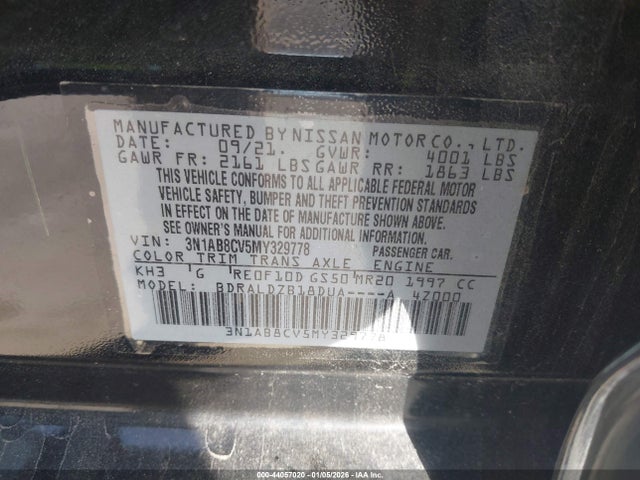 MANUFACTURED BY NISSAN MOTOR CO., LTD.
DATE: 09/21. GVWR: 4001 LBS
GAWR FR: 2161 LBS GAWR RR: 1863 LBS
THIS VEHICLE CONFORMS TO ALL APPLICABLE FEDERAL MOTOR
VEHICLE SAFETY, BUMPER AND THEFT PREVENTION STANDARDS
IN EFFECT ON THE DATE OF MANUFACTURE SHOWN ABOVE.
SEE OWNER'S MANUAL FOR FURTHER INFORMATION.
VIN: 3N1AB8CV5MY329778 PASSENGER CAR.
COLOR TRIM TRANS AXLE ENGINE
KH3 G RE0F10D GS50 MR20 1997 CC
MODEL: BDRALDZB18DUA----A 4Z000
3N1AB8CV5MY329778
000-44057020 - 01/05/2026 - IAA Inc.